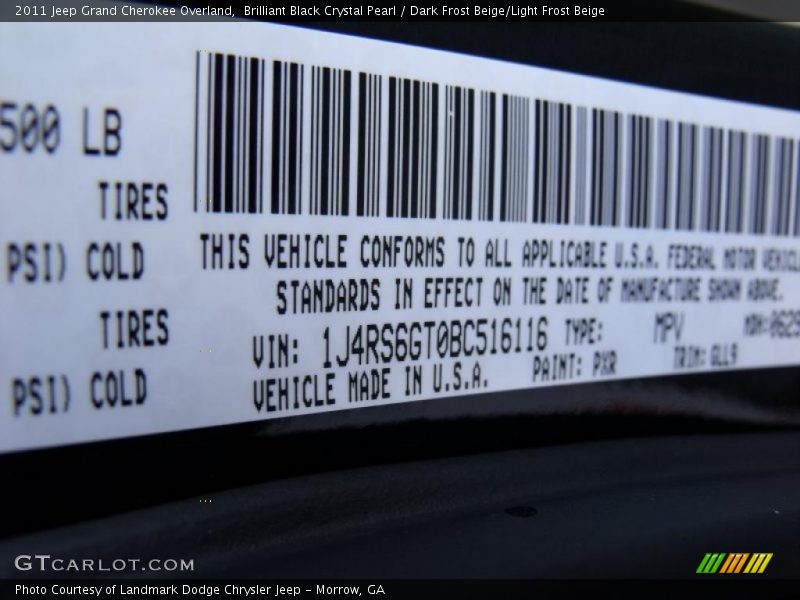 2011 Jeep Grand Cherokee Overland,  Brilliant Black Crystal Pearl / Dark Frost Beige/Light Frost Beige
500 LB
TIRES
PSI) COLD
TIRES
PSI) COLD
THIS VEHICLE CONFORMS TO ALL APPLICABLE U.S.A. FEDERAL MOTOR VEHICL
STANDARDS IN EFFECT ON THE DATE OF MANUFACTURE SHOWN ABOVE.
VIN: 1J4RS6GT0BC516116 TYPE: MPV MDH:0629
VEHICLE MADE IN U.S.A. PAINT: PXR TRIM: GLL9
GTCARLOT.COM
Photo Courtesy of Landmark Dodge Chrysler Jeep - Morrow, GA